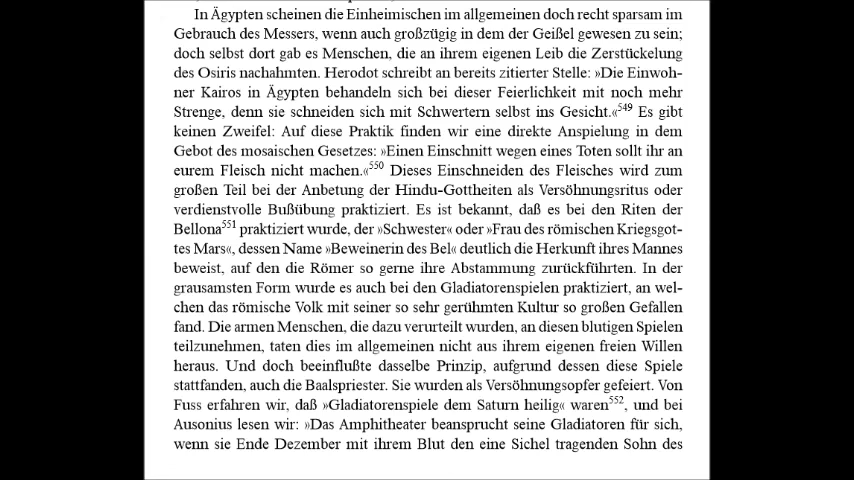 In Ägypten scheinen die Einheimischen im allgemeinen doch recht sparsam im
Gebrauch des Messers, wenn auch großzügig in dem der Geißel gewesen zu sein;
doch selbst dort gab es Menschen, die an ihrem eigenen Leib die Zerstückelung
des Osiris nachahmten. Herodot schreibt an bereits zitierter Stelle: »Die Einwoh-
ner Kairos in Ägypten behandeln sich bei dieser Feierlichkeit mit noch mehr
Strenge, denn sie schneiden sich mit Schwertern selbst ins Gesicht.«549 Es gibt
keinen Zweifel: Auf diese Praktik finden wir eine direkte Anspielung in dem
Gebot des mosaischen Gesetzes: »Einen Einschnitt wegen eines Toten sollt ihr an
eurem Fleisch nicht machen.«550 Dieses Einschneiden des Fleisches wird zum
großen Teil bei der Anbetung der Hindu-Gottheiten als Versöhnungsritus oder
verdienstvolle Bußübung praktiziert. Es ist bekannt, daß es bei den Riten der
Bellona551 praktiziert wurde, der »Schwester« oder »Frau des römischen Kriegsgot-
tes Mars«, dessen Name »Beweinerin des Bel« deutlich die Herkunft ihres Mannes
beweist, auf den die Römer so gerne ihre Abstammung zurückführten. In der
grausamsten Form wurde es auch bei den Gladiatorenspielen praktiziert, an wel-
chen das römische Volk mit seiner so sehr gerühmten Kultur so großen Gefallen
fand. Die armen Menschen, die dazu verurteilt wurden, an diesen blutigen Spielen
teilzunehmen, taten dies im allgemeinen nicht aus ihrem eigenen freien Willen
heraus. Und doch beeinflußte dasselbe Prinzip, aufgrund dessen diese Spiele
stattfanden, auch die Baalspriester. Sie wurden als Versöhnungsopfer gefeiert. Von
Fuss erfahren wir, daß »Gladiatorenspiele dem Saturn heilig« waren552, und bei
Ausonius lesen wir: »Das Amphitheater beansprucht seine Gladiatoren für sich,
wenn sie Ende Dezember mit ihrem Blut den eine Sichel tragenden Sohn des